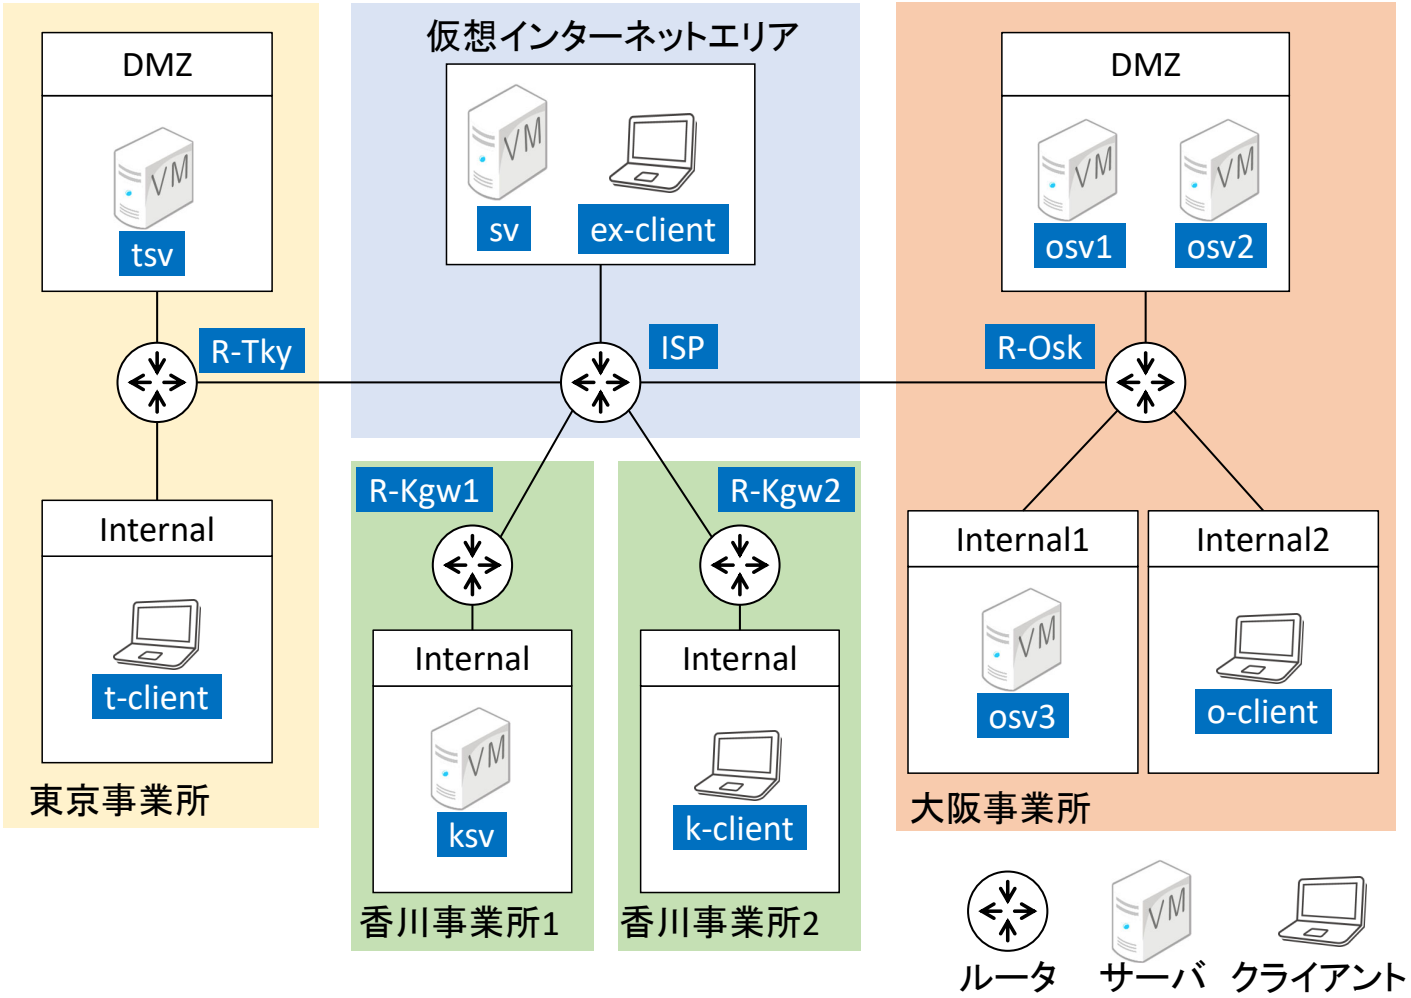 仮想インターネットエリア
DMZ
VM
tsv
R-Tky
Internal
t-client
東京事業所
VM
sv
ex-client
ISP
R-Kgw1
Internal
VM
ksv
香川事業所1
R-Kgw2
Internal
k-client
香川事業所2
DMZ
VM
osv1
VM
osv2
R-Osk
Internal1
VM
osv3
Internal2
o-client
大阪事業所
ルータ
VM
サーバ
クライアント